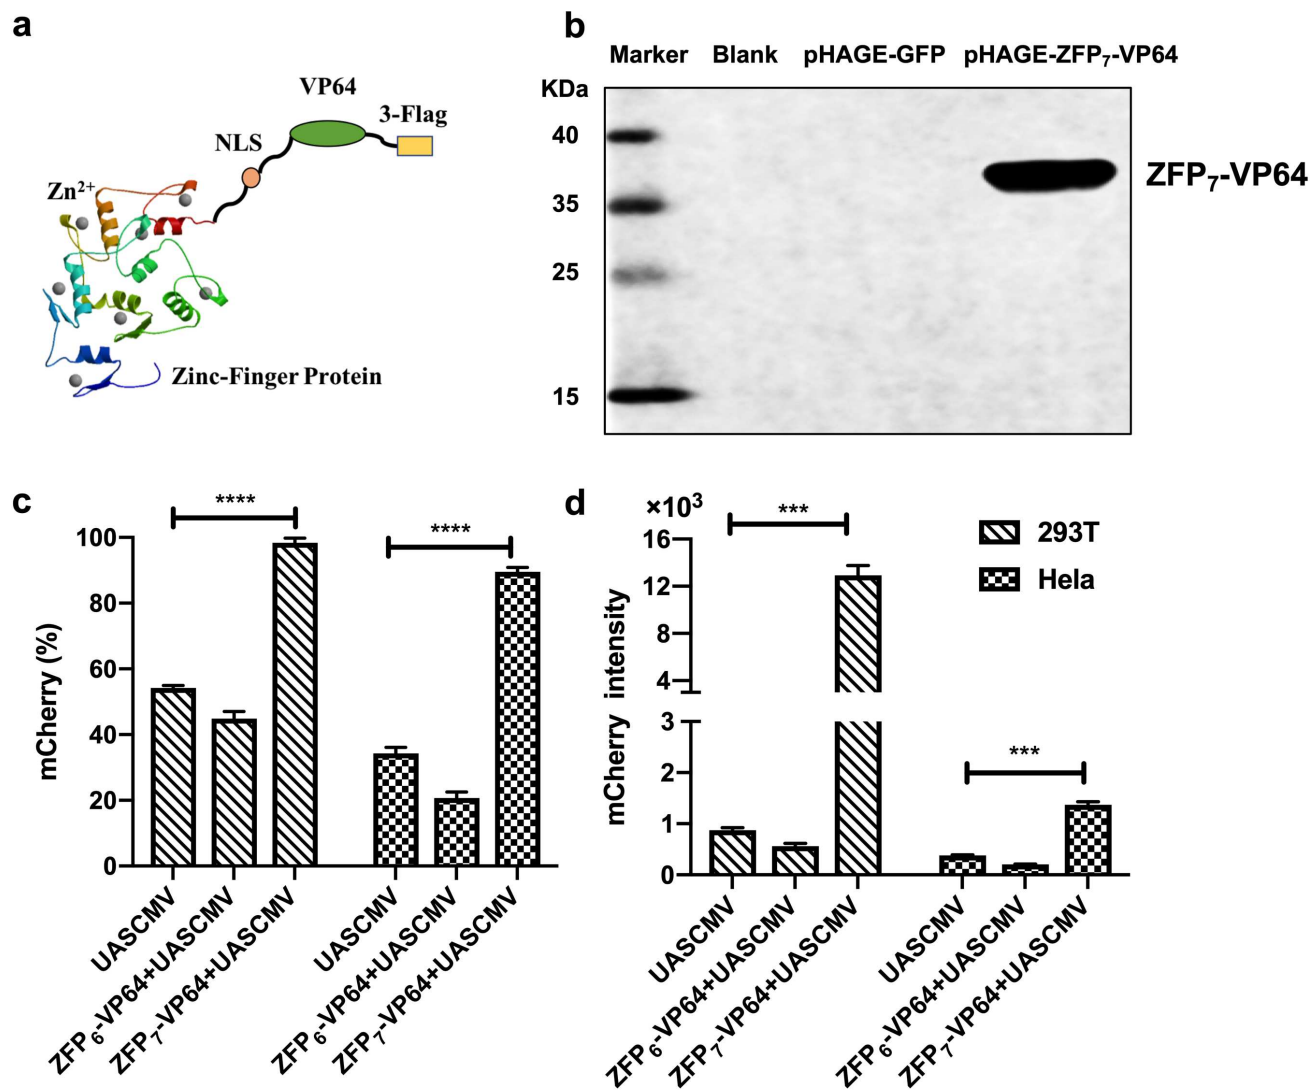 a
VP64
3-Flag
NLS
Zn²⁺
Zinc-Finger Protein
b
Marker Blank pHAGE-GFP pHAGE-ZFP₇-VP64
KDa
40
35
25
15
ZFP₇-VP64
c
****
****
mCherry (%)
100
80
60
40
20
0
UASCMV
ZFP₆-VP64+UASCMV
ZFP₇-VP64+UASCMV
UASCMV
ZFP₆-VP64+UASCMV
ZFP₇-VP64+UASCMV
d
×10³
***
***
293T
Hela
mCherry intensity
16
12
8
4
3
2
1
0
UASCMV
ZFP₆-VP64+UASCMV
ZFP₇-VP64+UASCMV
UASCMV
ZFP₆-VP64+UASCMV
ZFP₇-VP64+UASCMV